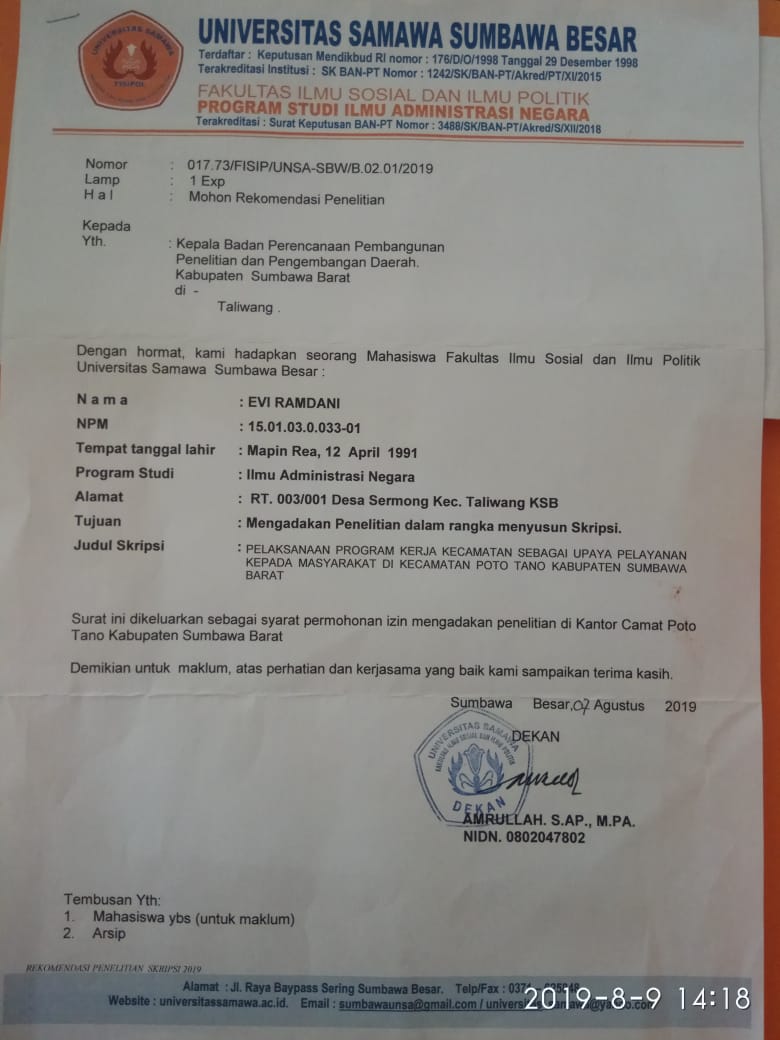 UNIVERSITAS SAMAWA SUMBAWA BESAR
Terdaftar : Keputusan Mendikbud RI nomor : 176/D/O/1998 Tanggal 29 Desember 1998
Terakreditasi Institusi : SK BAN-PT Nomor : 1242/SK/BAN-PT/Akred/PT/XI/2015
FAKULTAS ILMU SOSIAL DAN ILMU POLITIK
PROGRAM STUDI ILMU ADMINISTRASI NEGARA
Terakreditasi : Surat Keputusan BAN-PT Nomor : 3488/SK/BAN-PT/Akred/S/XII/2018
UNIVERSITAS SAMAWA
FISIPOL
Nomor : 017.73/FISIP/UNSA-SBW/B.02.01/2019
Lamp : 1 Exp
H a l : Mohon Rekomendasi Penelitian
Kepada
Yth. : Kepala Badan Perencanaan Pembangunan
Penelitian dan Pengembangan Daerah.
Kabupaten Sumbawa Barat
di -
Taliwang .
Dengan hormat, kami hadapkan seorang Mahasiswa Fakultas Ilmu Sosial dan Ilmu Politik
Universitas Samawa Sumbawa Besar :
N a m a : EVI RAMDANI
NPM : 15.01.03.0.033-01
Tempat tanggal lahir : Mapin Rea, 12 April 1991
Program Studi : Ilmu Administrasi Negara
Alamat : RT. 003/001 Desa Sermong Kec. Taliwang KSB
Tujuan : Mengadakan Penelitian dalam rangka menyusun Skripsi.
Judul Skripsi : PELAKSANAAN PROGRAM KERJA KECAMATAN SEBAGAI UPAYA PELAYANAN
KEPADA MASYARAKAT DI KECAMATAN POTO TANO KABUPATEN SUMBAWA
BARAT
Surat ini dikeluarkan sebagai syarat permohonan izin mengadakan penelitian di Kantor Camat Poto
Tano Kabupaten Sumbawa Barat
Demikian untuk maklum, atas perhatian dan kerjasama yang baik kami sampaikan terima kasih.
Sumbawa Besar, 07 Agustus 2019
DEKAN
UNIVERSITAS SAMAWA
FAKULTAS ILMU SOSIAL DAN ILMU POLITIK
DEKAN
AMRULLAH. S.AP., M.PA.
NIDN. 0802047802
Tembusan Yth:
1. Mahasiswa ybs (untuk maklum)
2. Arsip
REKOMENDASI PENELITIAN SKRIPSI 2019
Alamat : Jl. Raya Baypass Sering Sumbawa Besar. Telp/Fax : 0371 -
Website : universitassamawa.ac.id. Email : sumbawaunsa@gmail.com /
2019-8-9 14:18